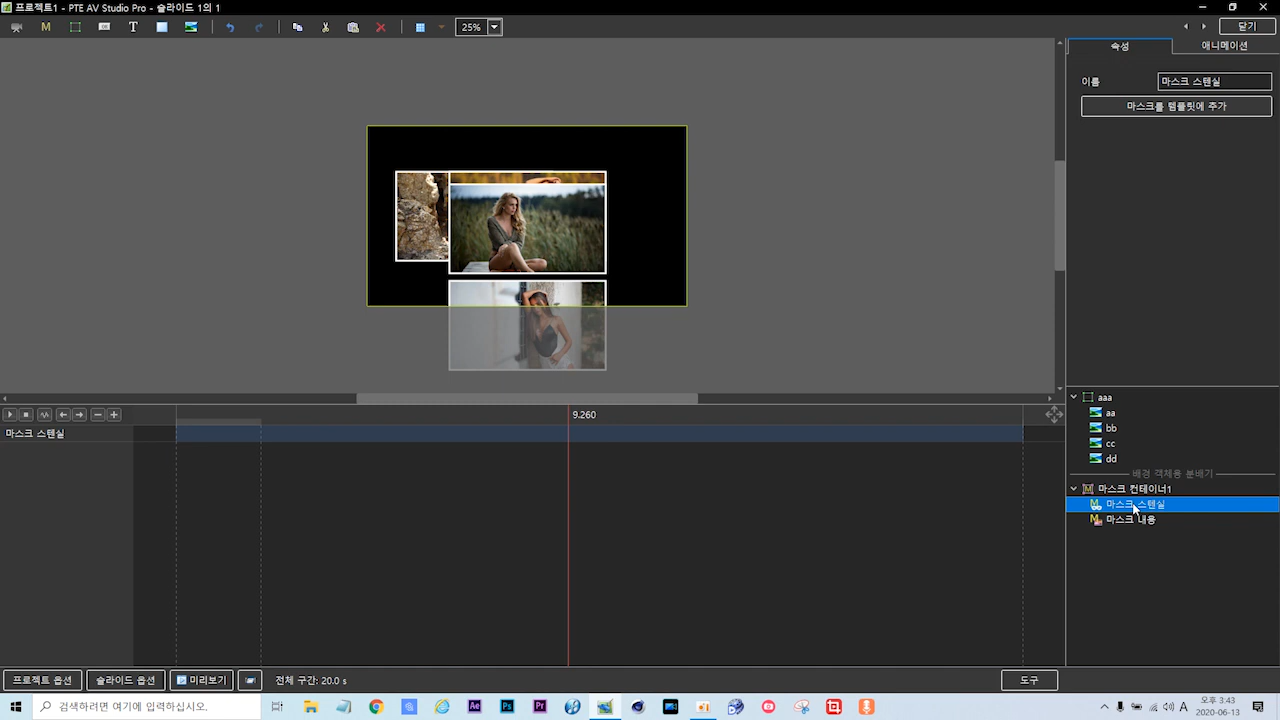 프로젝트1 - PTE AV Studio Pro - 슬라이드 1의 1
M
OK
T
25%
닫기
속성
애니메이션
이름
마스크 스텐실
마스크를 템플릿에 추가
9.260
마스크 스텐실
aaa
aa
bb
cc
dd
배경 객체용 분배기
마스크 컨테이너1
마스크 스텐실
마스크 내용
프로젝트 옵션
슬라이드 옵션
미리보기
전체 구간: 20.0 s
도구
검색하려면 여기에 입력하십시오.
Ae
Ps
Pr
A
오후 3:43
2020-06-13